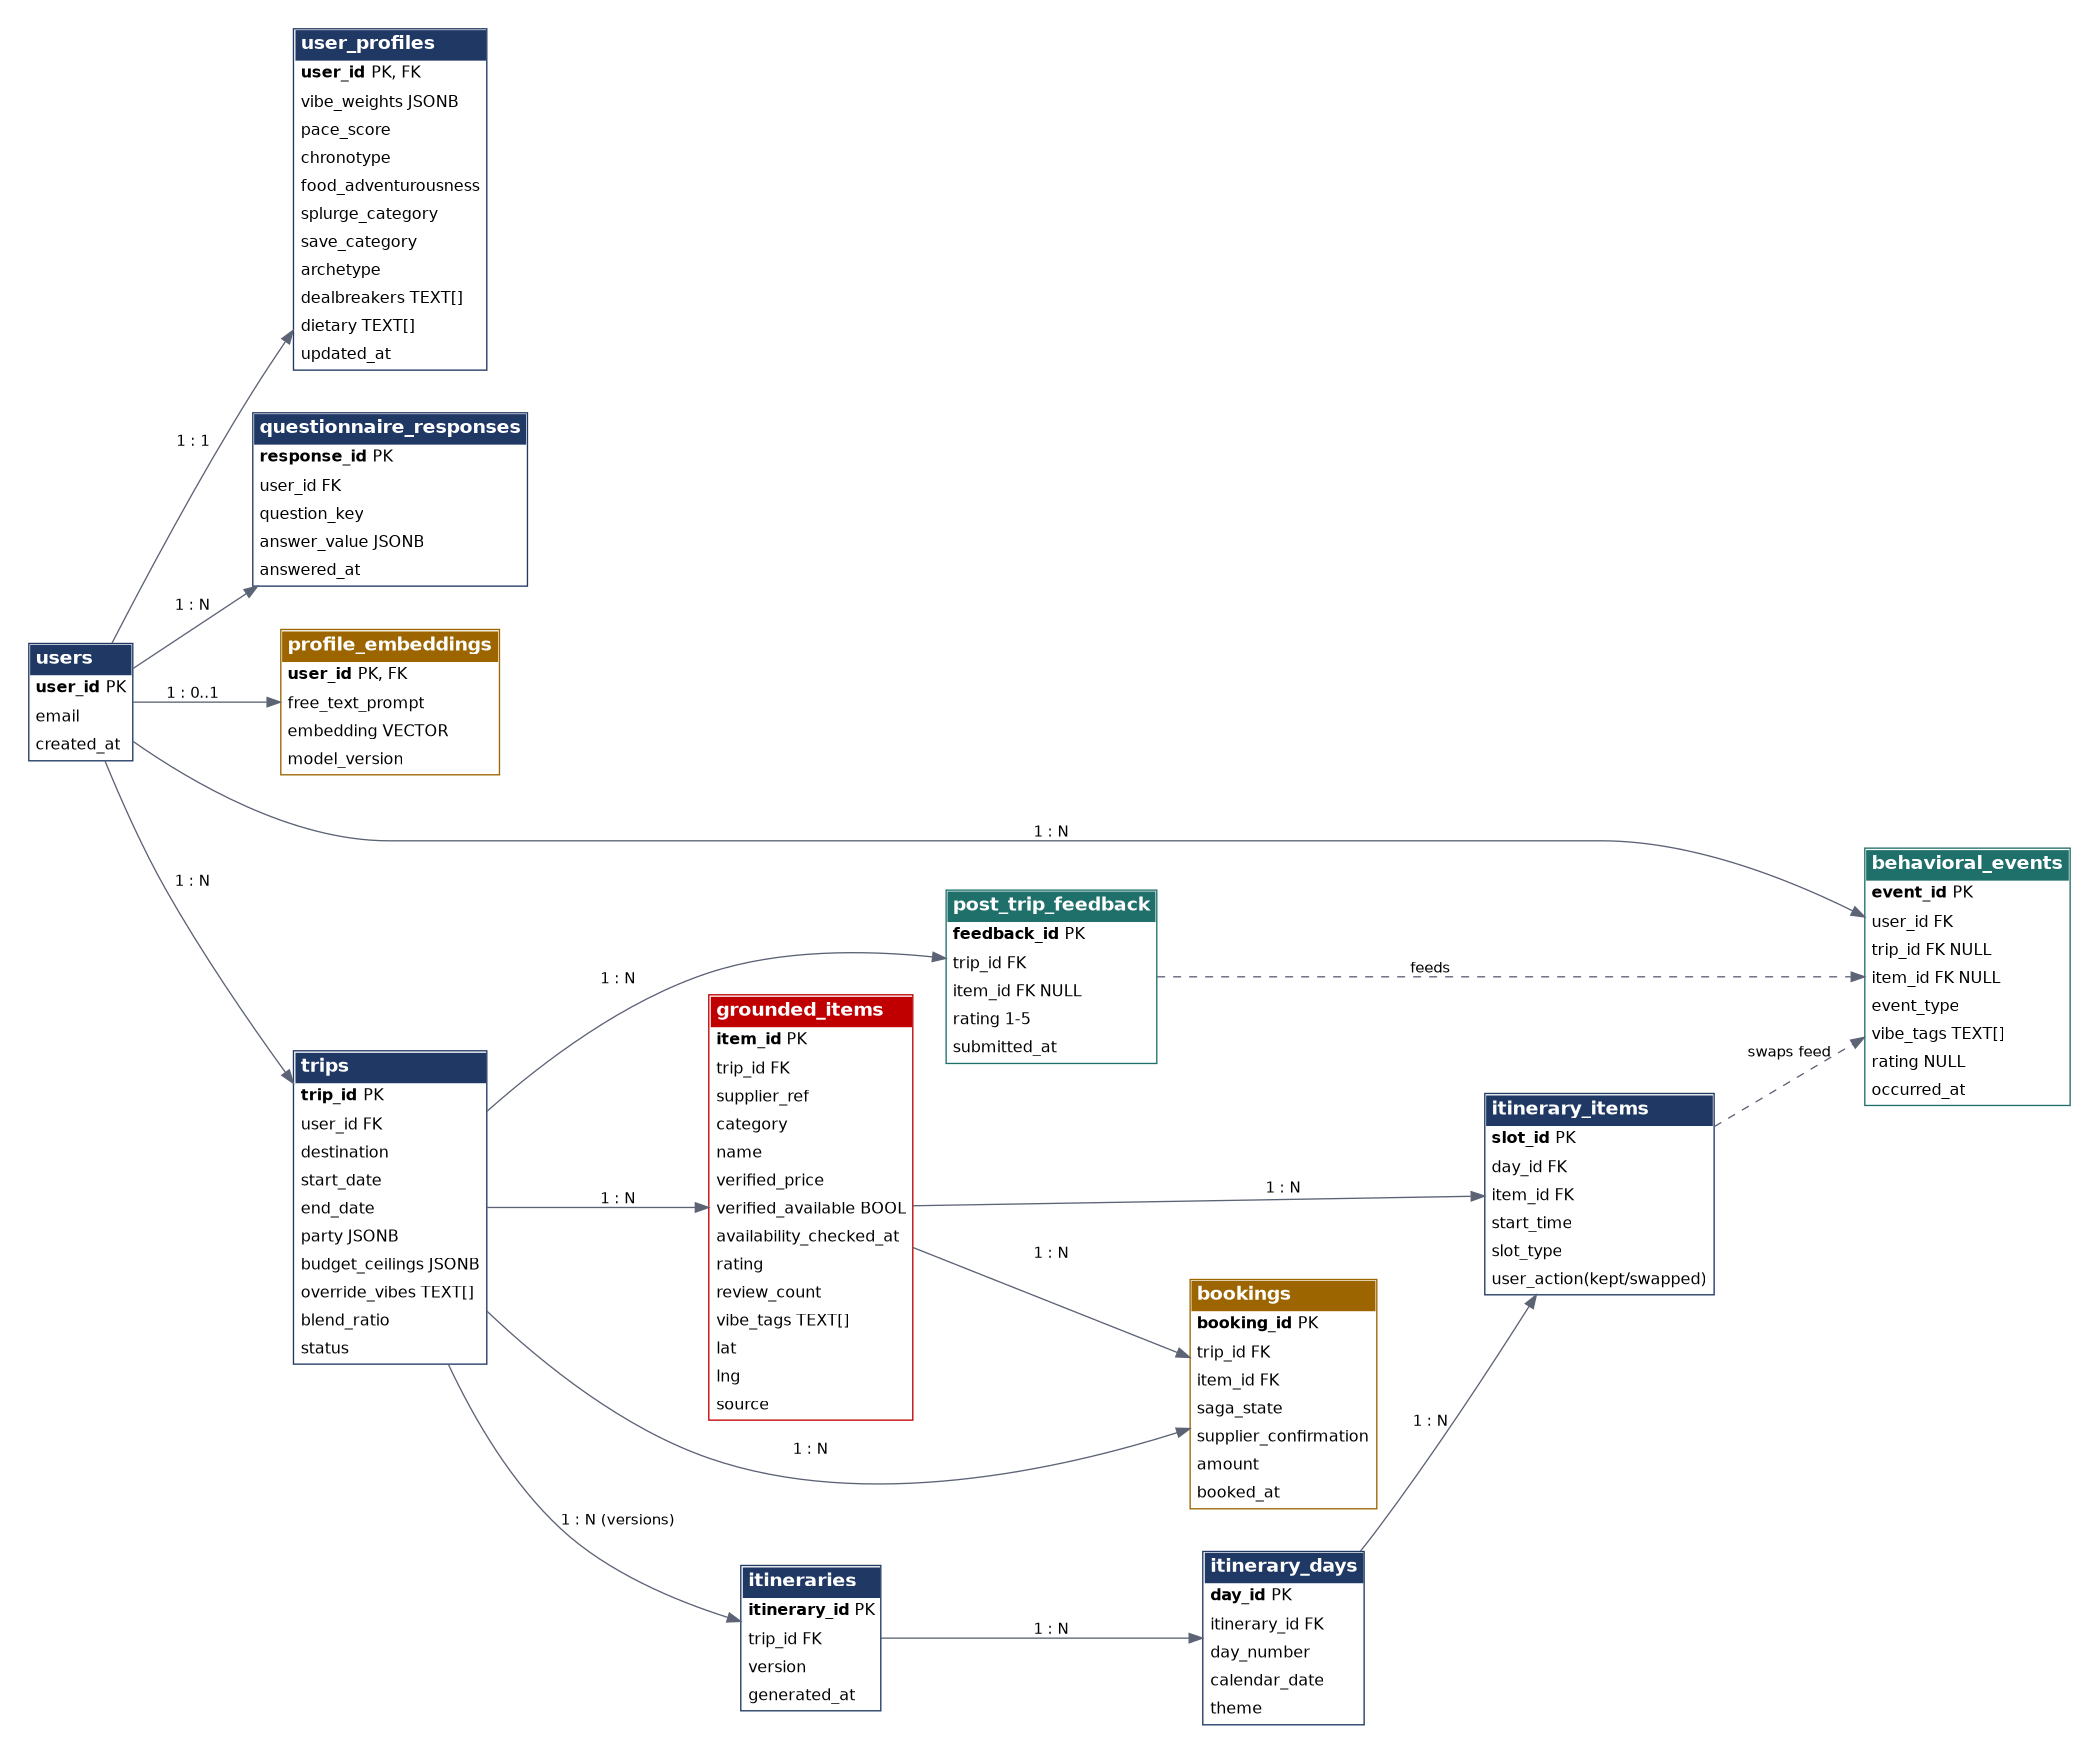 user_profiles
user_id PK, FK
vibe_weights JSONB
pace_score
chronotype
food_adventurousness
splurge_category
save_category
archetype
dealbreakers TEXT[]
dietary TEXT[]
updated_at
1 : 1
questionnaire_responses
response_id PK
user_id FK
question_key
answer_value JSONB
answered_at
1 : N
users
user_id PK
email
created_at
1 : 0..1
profile_embeddings
user_id PK, FK
free_text_prompt
embedding VECTOR
model_version
1 : N
1 : N
behavioral_events
event_id PK
user_id FK
trip_id FK NULL
item_id FK NULL
event_type
vibe_tags TEXT[]
rating NULL
occurred_at
post_trip_feedback
feedback_id PK
trip_id FK
item_id FK NULL
rating 1-5
submitted_at
feeds
swaps feed
1 : N
trips
trip_id PK
user_id FK
destination
start_date
end_date
party JSONB
budget_ceilings JSONB
override_vibes TEXT[]
blend_ratio
status
1 : N
grounded_items
item_id PK
trip_id FK
supplier_ref
category
name
verified_price
verified_available BOOL
availability_checked_at
rating
review_count
vibe_tags TEXT[]
lat
lng
source
1 : N
1 : N
itinerary_items
slot_id PK
day_id FK
item_id FK
start_time
slot_type
user_action(kept/swapped)
bookings
booking_id PK
trip_id FK
item_id FK
saga_state
supplier_confirmation
amount
booked_at
1 : N
1 : N
1 : N (versions)
itineraries
itinerary_id PK
trip_id FK
version
generated_at
1 : N
itinerary_days
day_id PK
itinerary_id FK
day_number
calendar_date
theme